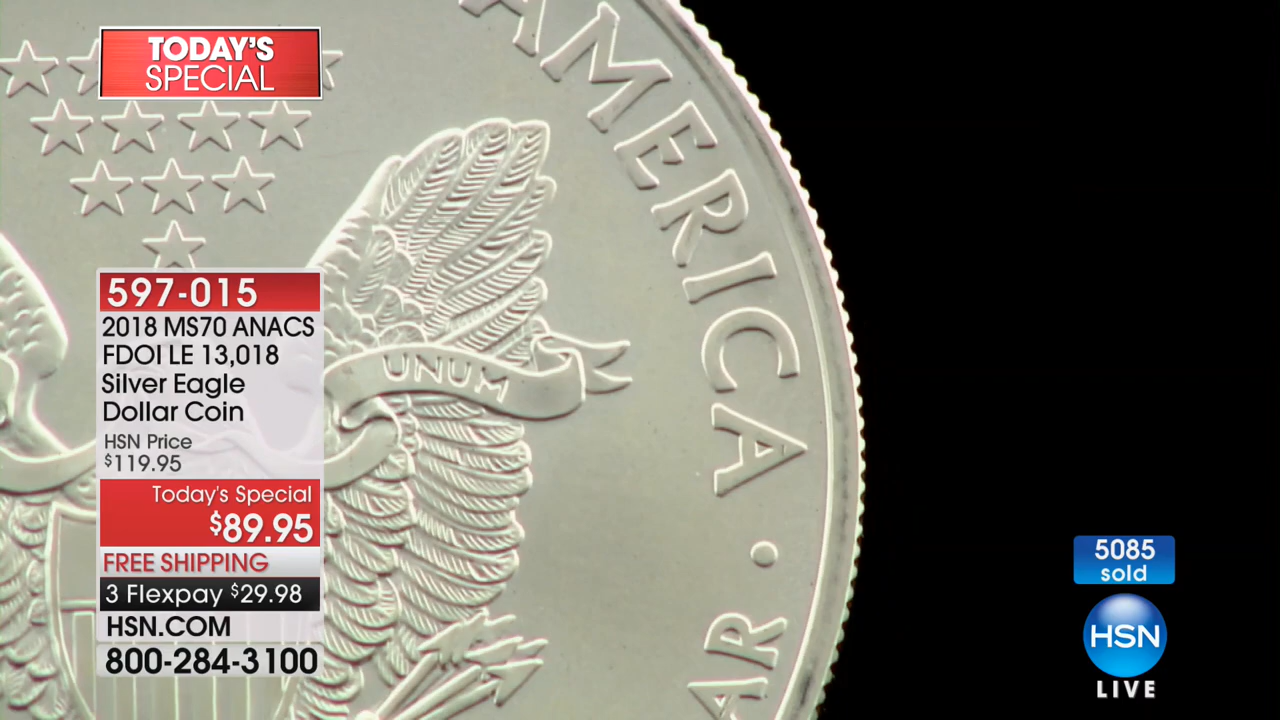 TODAY'S
SPECIAL
AMERICA
597-015
2018 MS70 ANACS
FDOI LE 13,018
Silver Eagle
Dollar Coin
HSN Price
$119.95
Today's Special
$89.95
FREE SHIPPING
3 Flexpay $29.98
HSN.COM
800-284-3100
UNUM
AR
5085
sold
HSN
LIVE